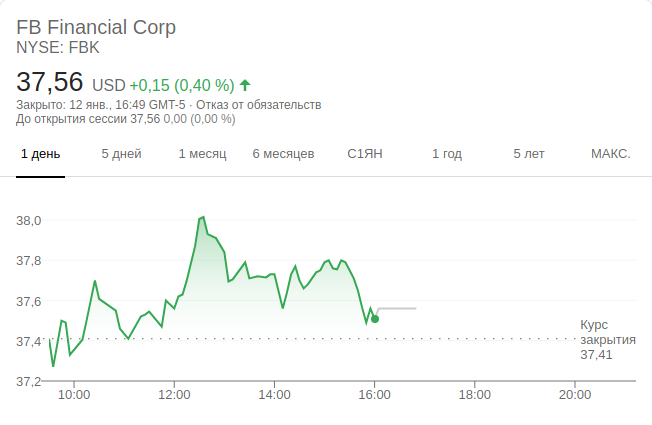 FB Financial Corp
NYSE: FBK
37,56 USD +0,15 (0,40 %)
Закрыто: 12 янв., 16:49 GMT-5 · Отказ от обязательств
До открытия сессии 37,56 0,00 (0,00 %)
1 день 5 дней 1 месяц 6 месяцев С1ЯН 1 год 5 лет МАКС.
38,0
37,8
37,6
37,4
37,2
Курс
закрытия
37,41
10:00 12:00 14:00 16:00 18:00 20:00